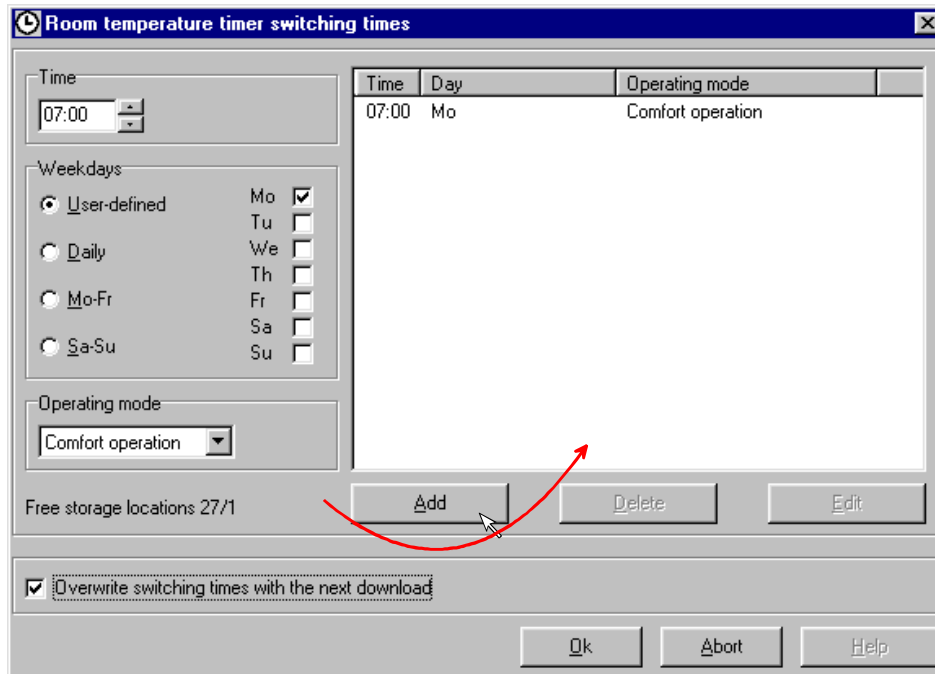 Room temperature timer switching times
Time
07:00
Weekdays
User-defined
Daily
Mo-Fr
Sa-Su
Mo
Tu
We
Th
Fr
Sa
Su
Operating mode
Comfort operation
Free storage locations 27/1
Time Day Operating mode
07:00 Mo Comfort operation
Add Delete Edit
Overwrite switching times with the next download
Ok Abort Help